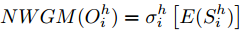 NWGM(O_i^h) = σ_i^h [E(S_i^h)]